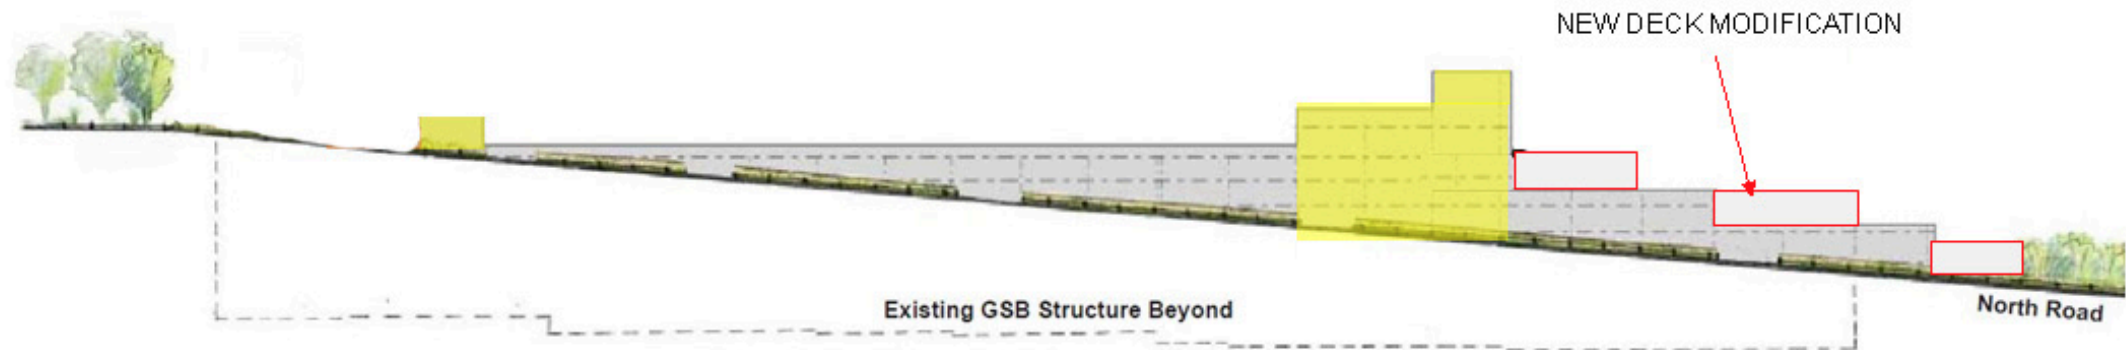 NEW DECK MODIFICATION
Existing GSB Structure Beyond
North Road